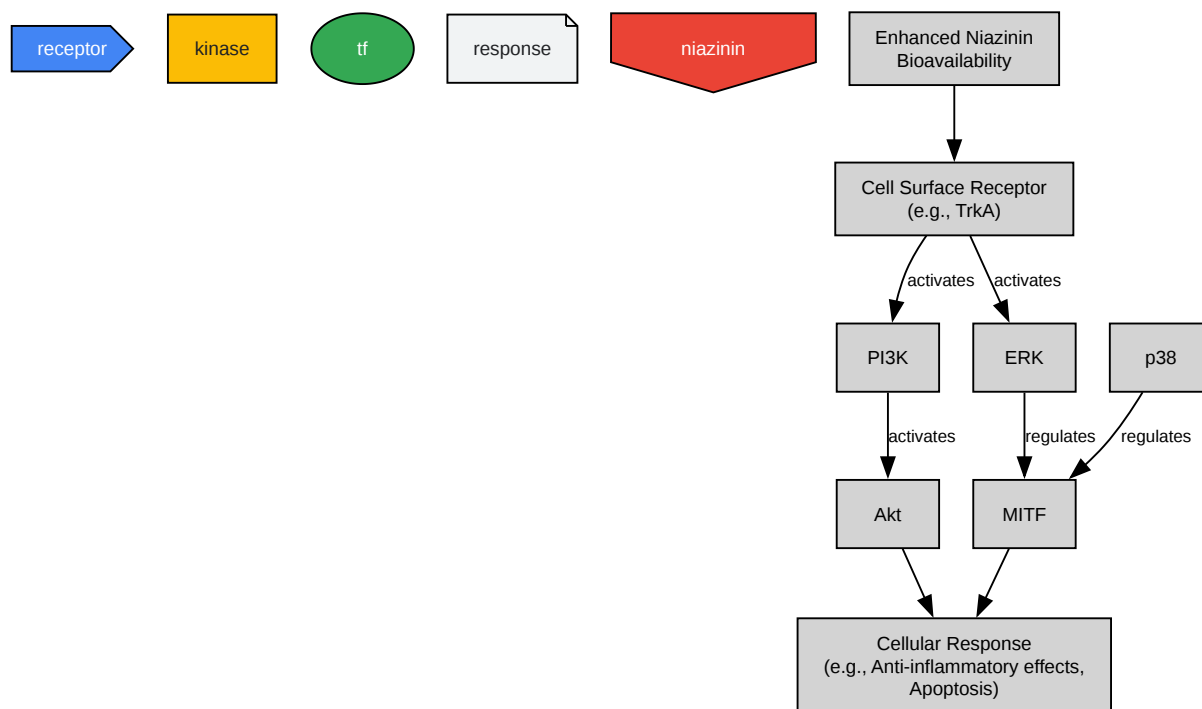 receptor
kinase
tf
response
niazinin
Enhanced Niazinin
Bioavailability
Cell Surface Receptor
(e.g., TrkA)
activates
activates
PI3K
ERK
p38
activates
regulates
regulates
Akt
MITF
Cellular Response
(e.g., Anti-inflammatory effects,
Apoptosis)